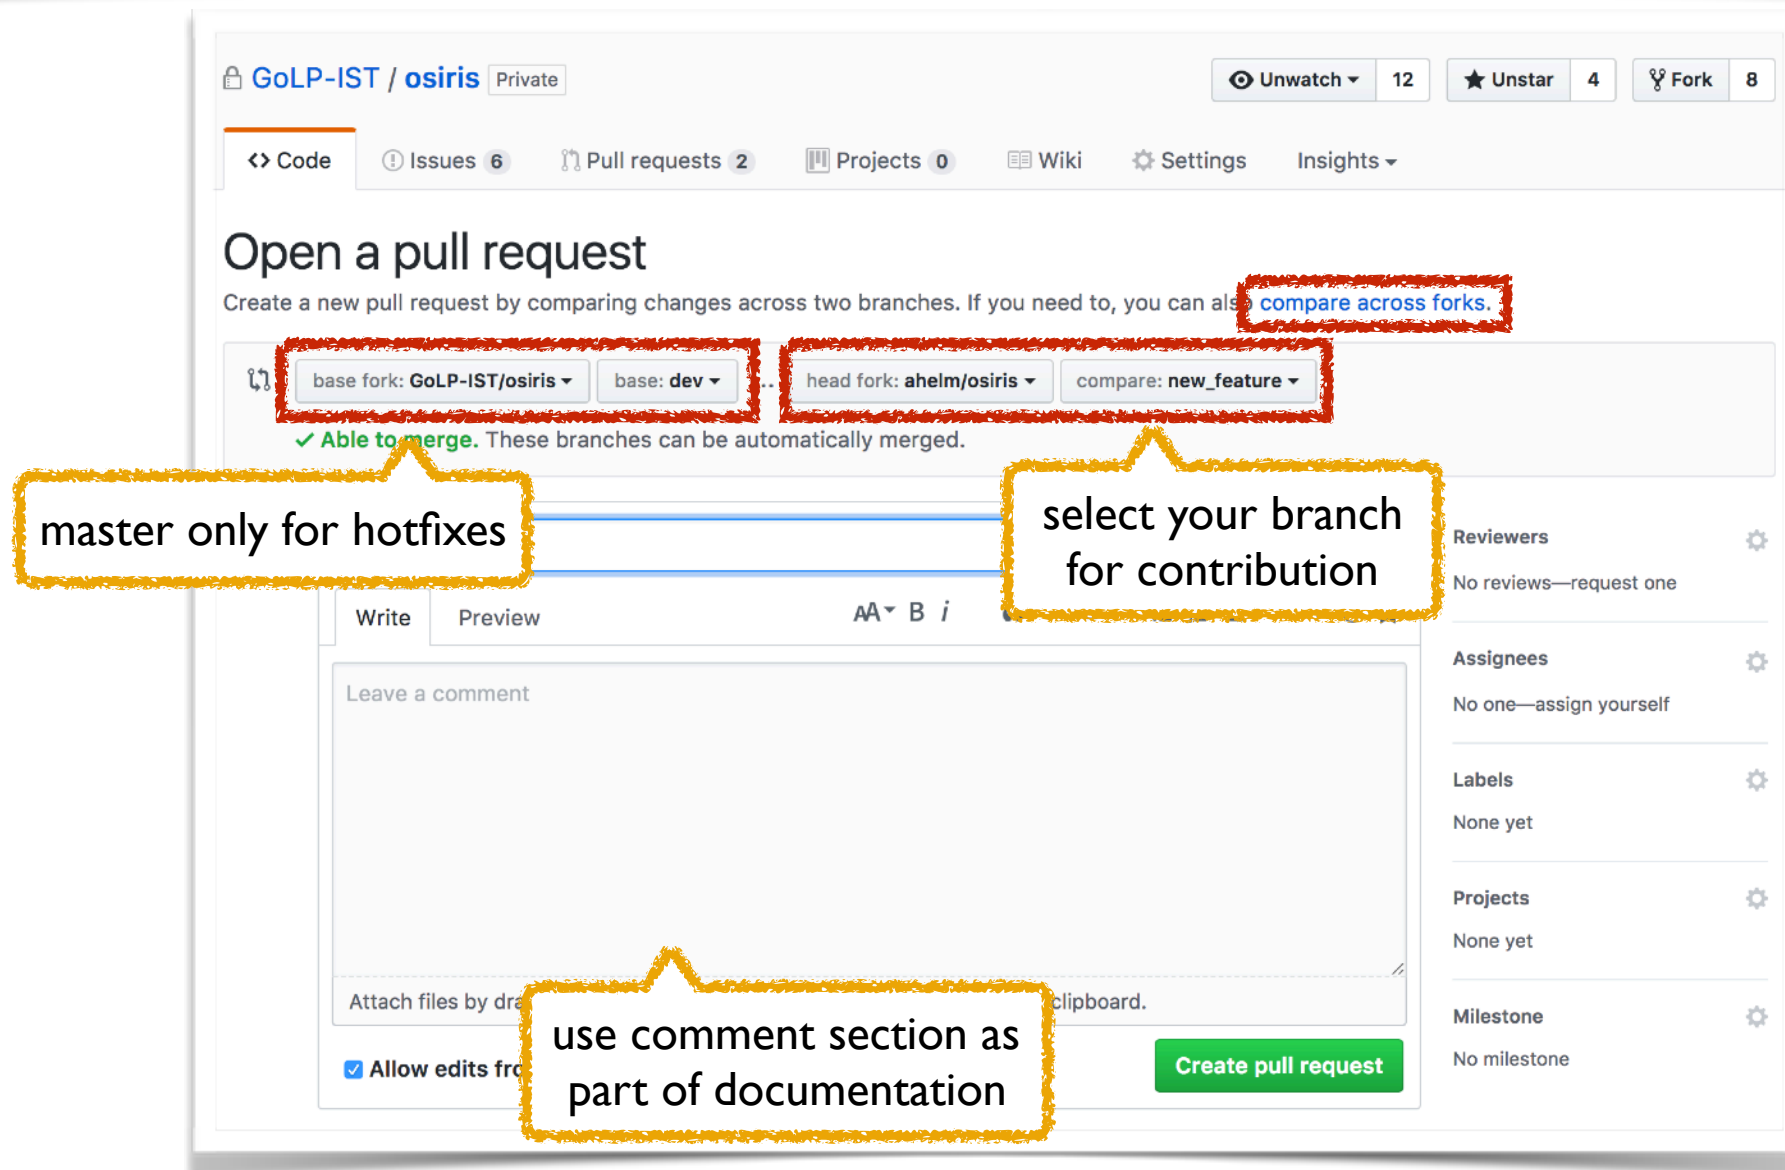 GoLP-IST / osiris Private
Unwatch 12 Unstar 4 Fork 8
Code Issues 6 Pull requests 2 Projects 0 Wiki Settings Insights
Open a pull request
Create a new pull request by comparing changes across two branches. If you need to, you can also compare across forks.
base fork: GoLP-IST/osiris base: dev ... head fork: ahelm/osiris compare: new_feature
Able to merge. These branches can be automatically merged.
master only for hotfixes
select your branch
for contribution
Write Preview
AA B i
Leave a comment
Attach files by clipboard.
use comment section as
part of documentation
Allow edits
Create pull request
Reviewers
No reviews—request one
Assignees
No one—assign yourself
Labels
None yet
Projects
None yet
Milestone
No milestone